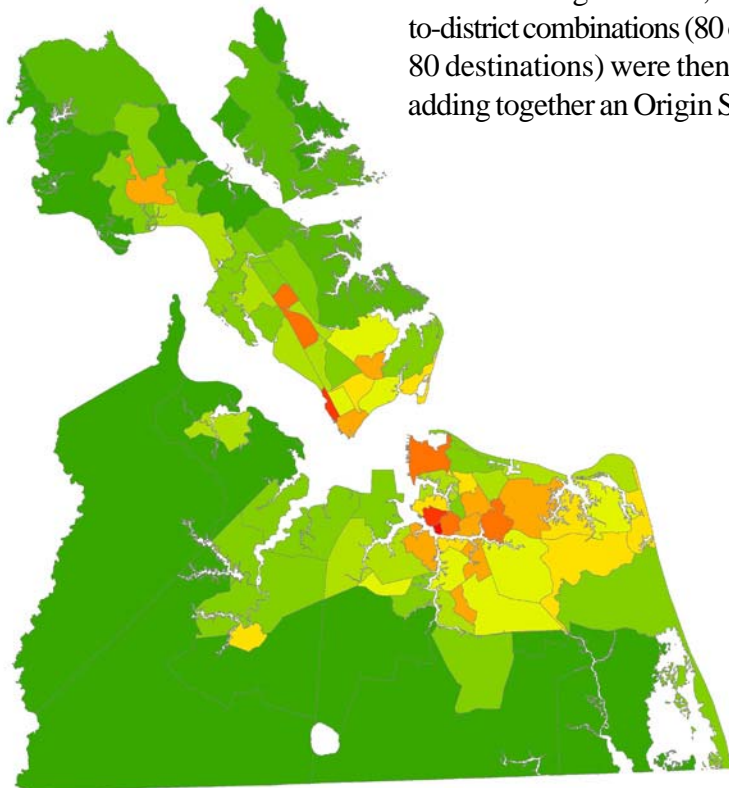 to-district combinations (80
80 destinations) were then
adding together an Origin S